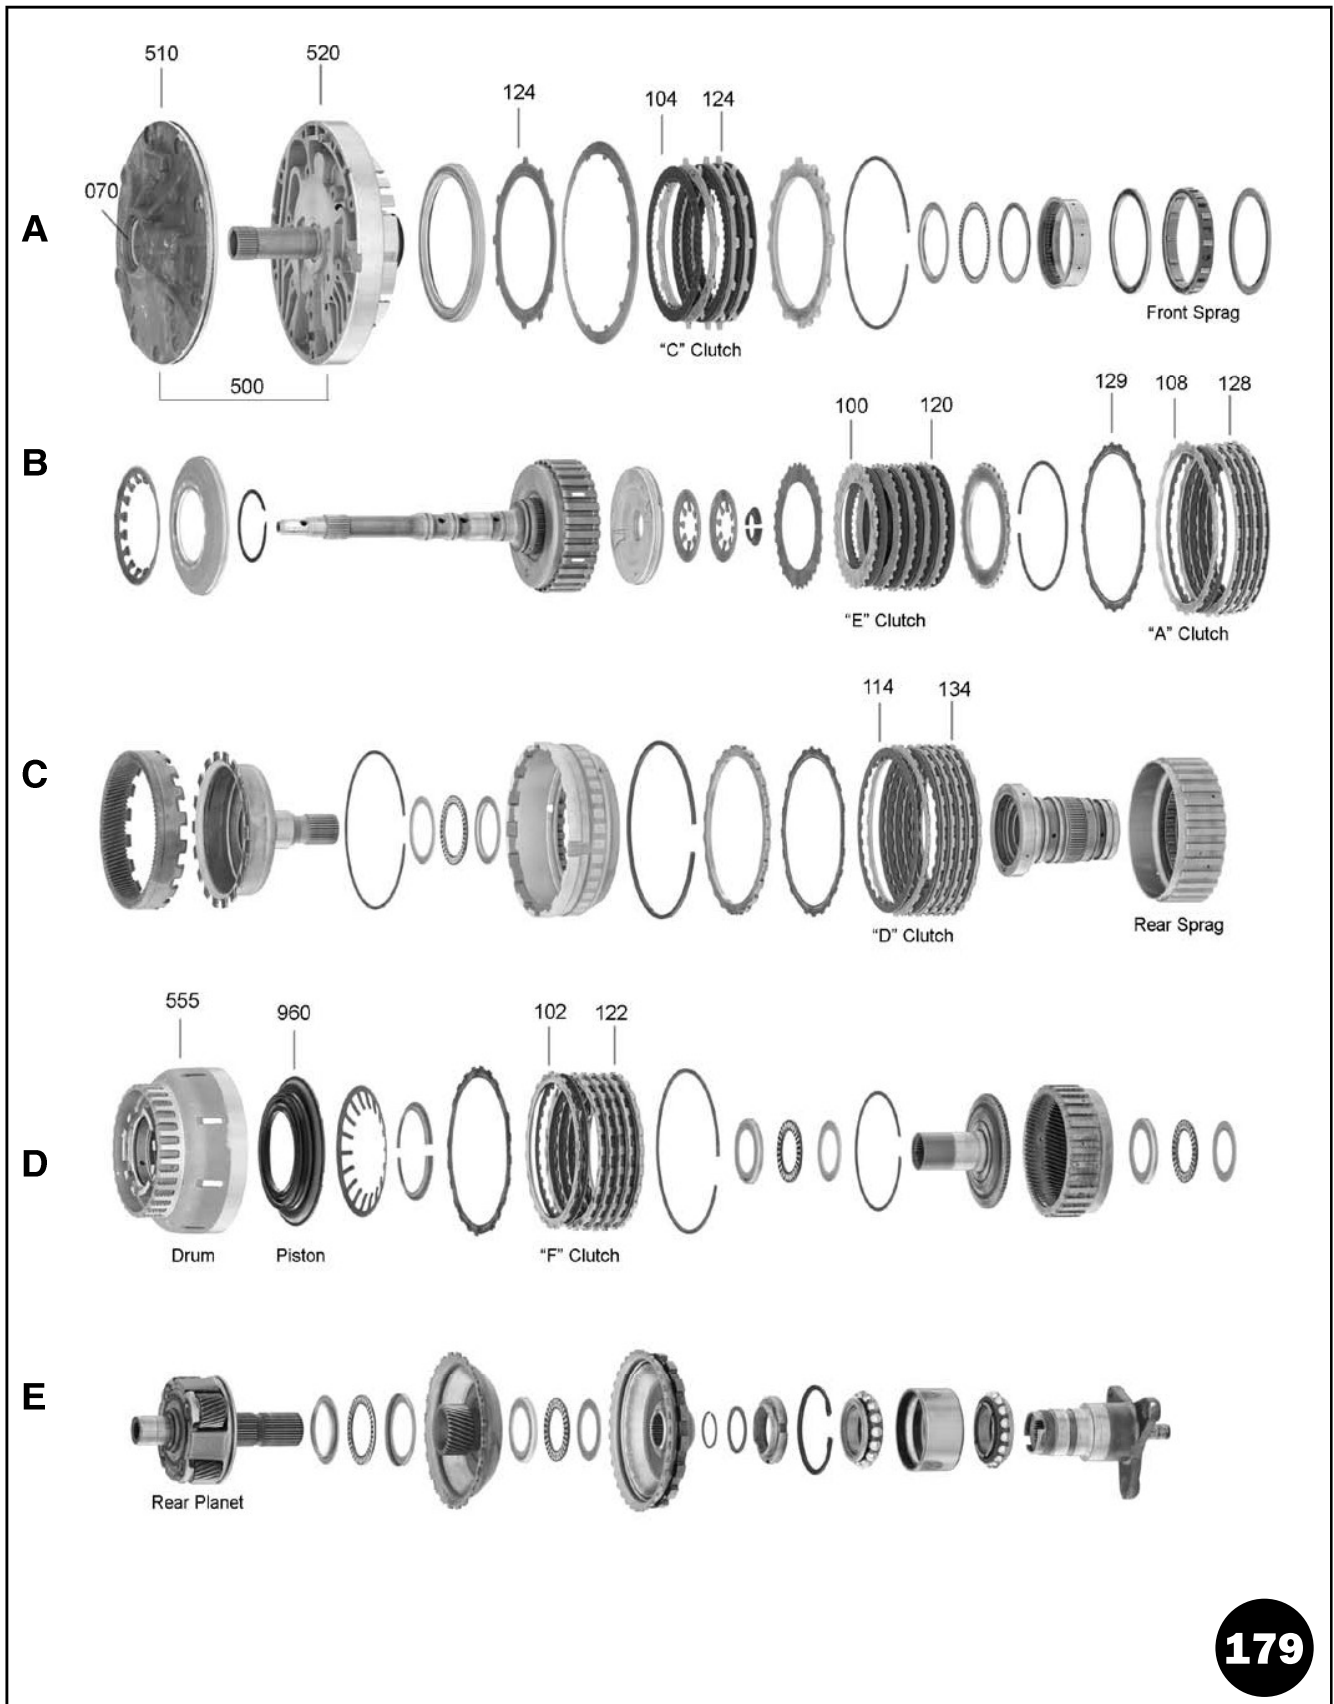 510
520
124
104
124
070
A
Front Sprag
"C" Clutch
500
129
108
128
100
120
B
"E" Clutch
"A" Clutch
114
134
C
"D" Clutch
Rear Sprag
555
960
102
122
D
Drum
Piston
"F" Clutch
E
Rear Planet
179